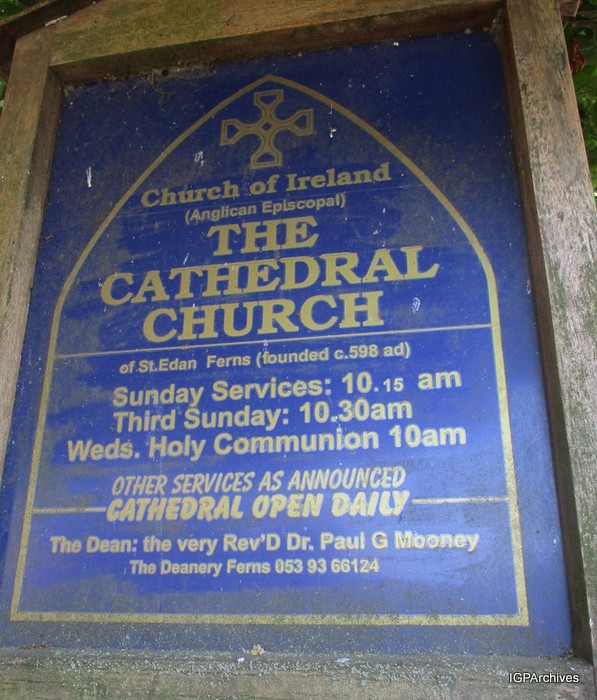 Church of Ireland
(Anglican Episcopal)
THE
CATHEDRAL
CHURCH
of St.Edan Ferns (founded c.598 ad)
Sunday Services: 10.15 am
Third Sunday: 10.30am
Weds. Holy Communion 10am
OTHER SERVICES AS ANNOUNCED
CATHEDRAL OPEN DAILY
The Dean: the very Rev'D Dr. Paul G Mooney
The Deanery Ferns 053 93 66124
IGPArchives